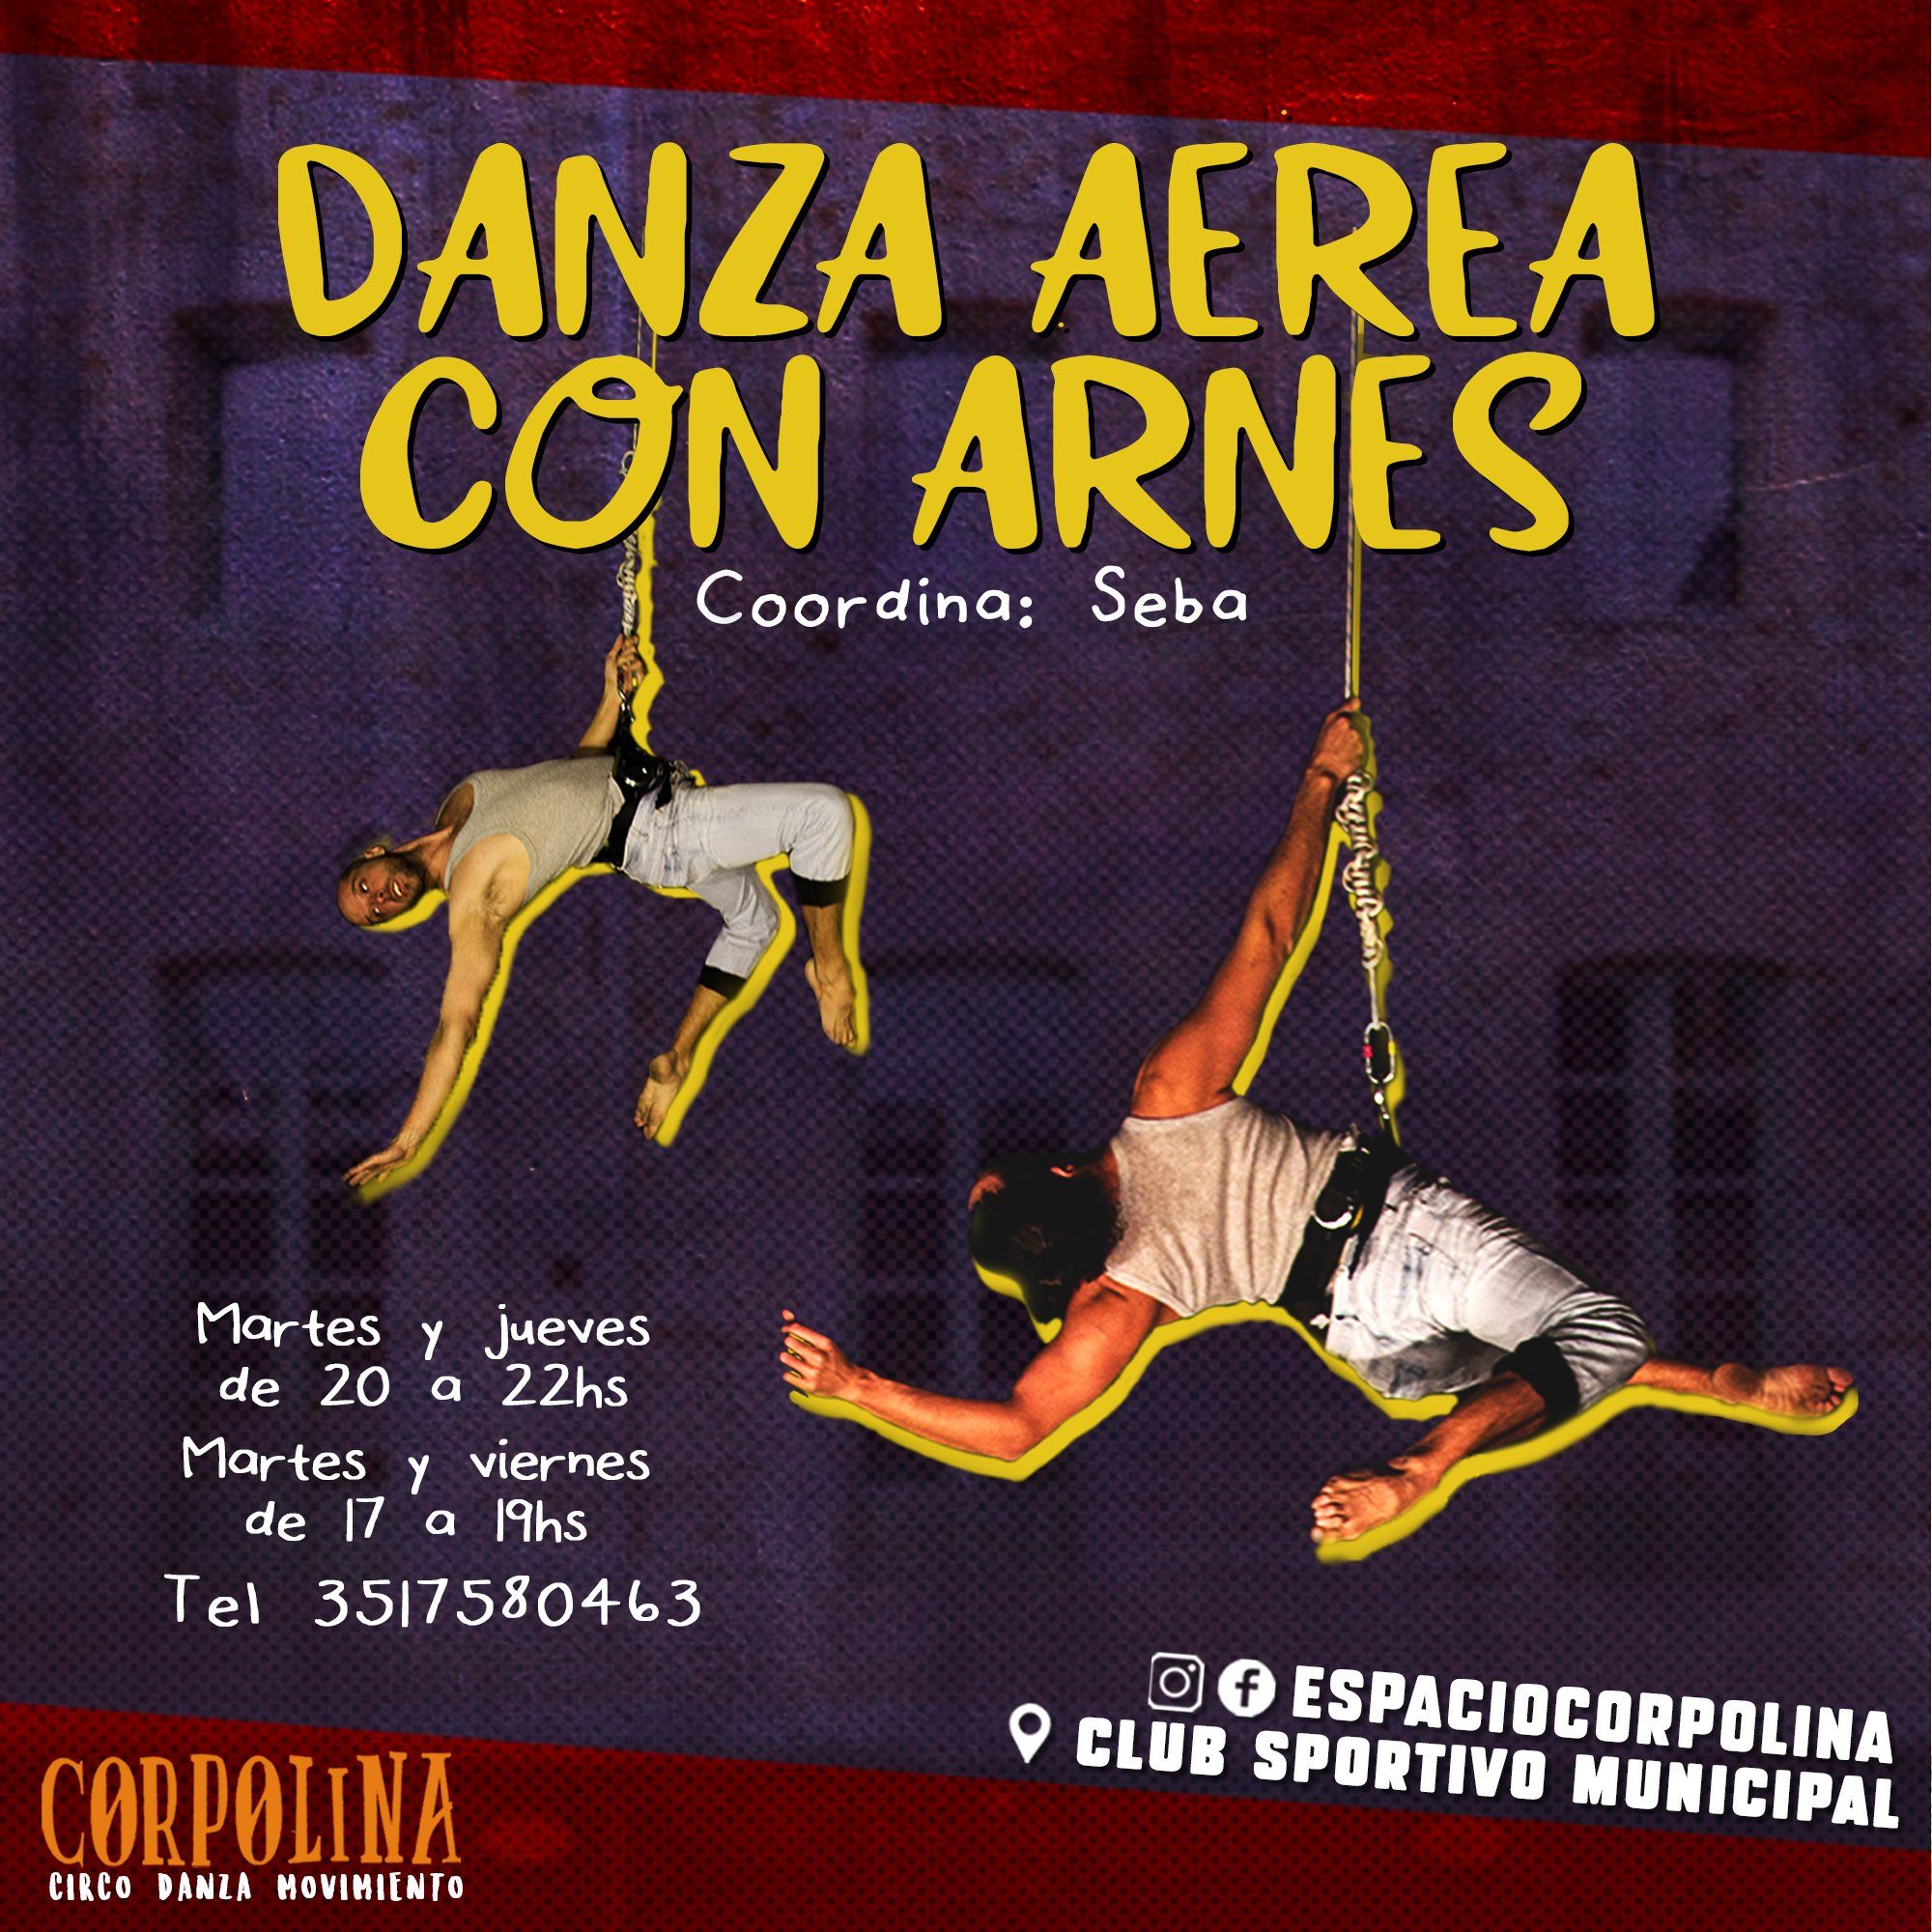 DANZA AEREA
CON ARNES
Coordina: Seba
Martes y jueves
de 20 a 22hs
Martes y viernes
de 17 a 19hs
Tel 3517580463
ESPACIOCORPOLINA
CLUB SPORTIVO MUNICIPAL
CORPOLiNA
CIRCO DANZA MOVIMIENTO